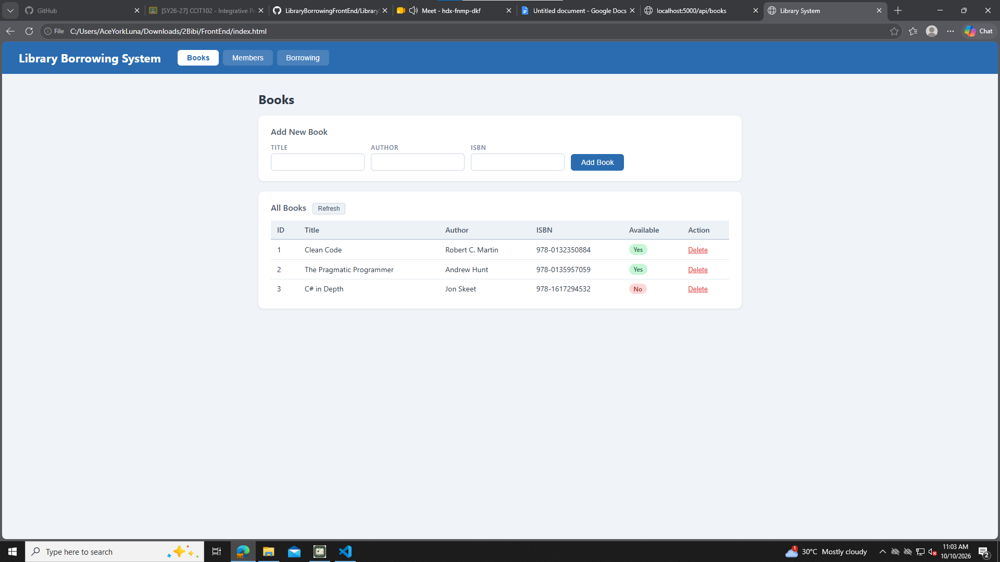 GitHub
[SY26-27] CCIT102 - Integrative Pr
LibraryBorrowingFrontEnd/Library
Meet - hdx-fnmp-dkf
Untitled document - Google Docs
localhost:5000/api/books
Library System
File C:/Users/AceYorkLuna/Downloads/2Bibi/FrontEnd/index.html
Chat
Library Borrowing System
Books Members Borrowing
Books
Add New Book
TITLE AUTHOR ISBN
Add Book
All Books Refresh
ID Title Author ISBN Available Action
1 Clean Code Robert C. Martin 978-0132350884 Yes Delete
2 The Pragmatic Programmer Andrew Hunt 978-0135957059 Yes Delete
3 C# in Depth Jon Skeet 978-1617294532 No Delete
Type here to search
1
30°C Mostly cloudy
11:03 AM
10/10/2026
2